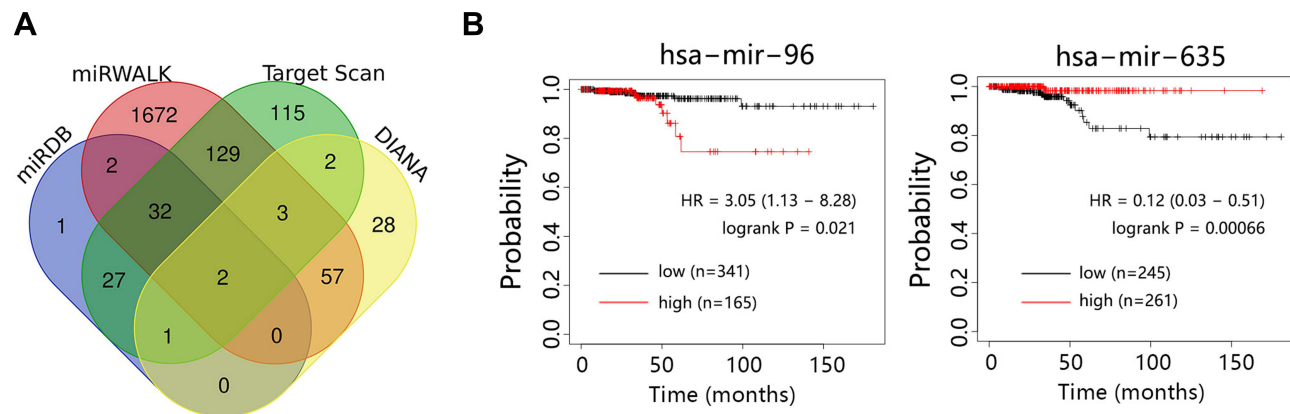 A
miRWALK
Target Scan
miRDB
DIANA
1672
115
2
129
2
1
32
3
28
27
2
57
1
0
0
B
hsa-mir-96
Probability
1.0
0.8
0.6
0.4
0.2
0.0
HR = 3.05 (1.13 − 8.28)
logrank P = 0.021
low (n=341)
high (n=165)
0 50 100 150
Time (months)
hsa-mir-635
Probability
1.0
0.8
0.6
0.4
0.2
0.0
HR = 0.12 (0.03 − 0.51)
logrank P = 0.00066
low (n=245)
high (n=261)
0 50 100 150
Time (months)